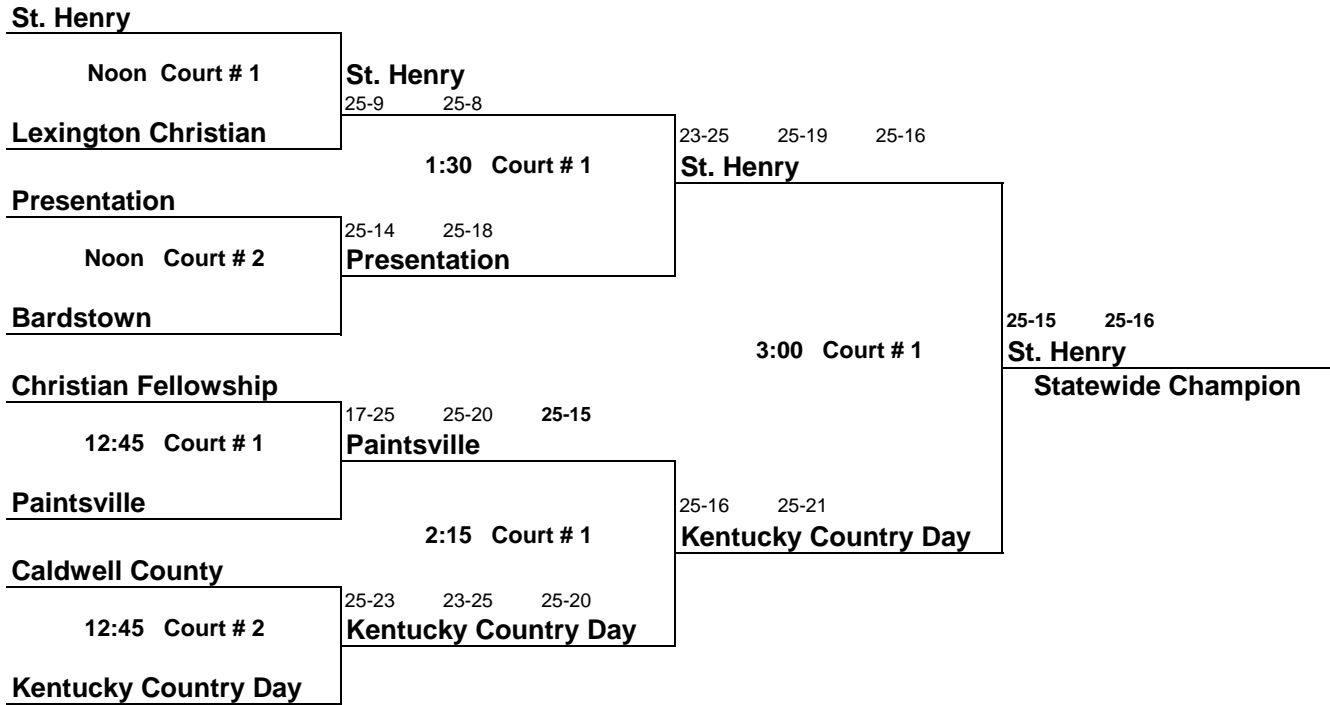 St. Henry
Noon Court # 1
St. Henry
25-9 25-8
Lexington Christian
23-25 25-19 25-16
1:30 Court # 1
St. Henry
Presentation
25-14 25-18
Noon Court # 2
Presentation
Bardstown
25-15 25-16
3:00 Court # 1
St. Henry
Christian Fellowship
Statewide Champion
17-25 25-20 25-15
12:45 Court # 1
Paintsville
Paintsville
25-16 25-21
2:15 Court # 1
Kentucky Country Day
Caldwell County
25-23 23-25 25-20
12:45 Court # 2
Kentucky Country Day
Kentucky Country Day